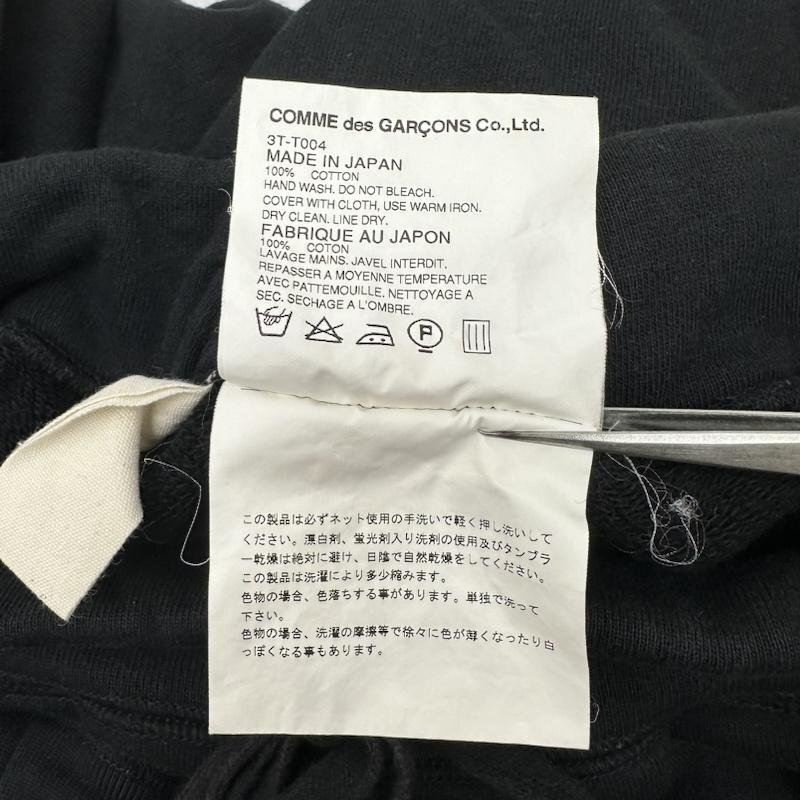 COMME des GARÇONS Co.,Ltd.
3T-T004
MADE IN JAPAN
100% COTTON
HAND WASH. DO NOT BLEACH.
COVER WITH CLOTH, USE WARM IRON.
DRY CLEAN. LINE DRY.
FABRIQUE AU JAPON
100% COTON
LAVAGE MAINS. JAVEL INTERDIT.
REPASSER A MOYENNE TEMPERATURE
AVEC PATTEMOUILLE. NETTOYAGE A
SEC. SECHAGE A L'OMBRE.
P
この製品は必ずネット使用の手洗いで軽く押し洗いして
ください。漂白剤、蛍光剤入り洗剤の使用及びタンブラ
ー乾燥は絶対に避け、日陰で自然乾燥をしてください。
この製品は洗濯により多少縮みます。
色物の場合、色落ちする事があります。単独で洗って
下さい。
色物の場合、洗濯の摩擦等で徐々に色が薄くなったり白
っぽくなる事もあります。